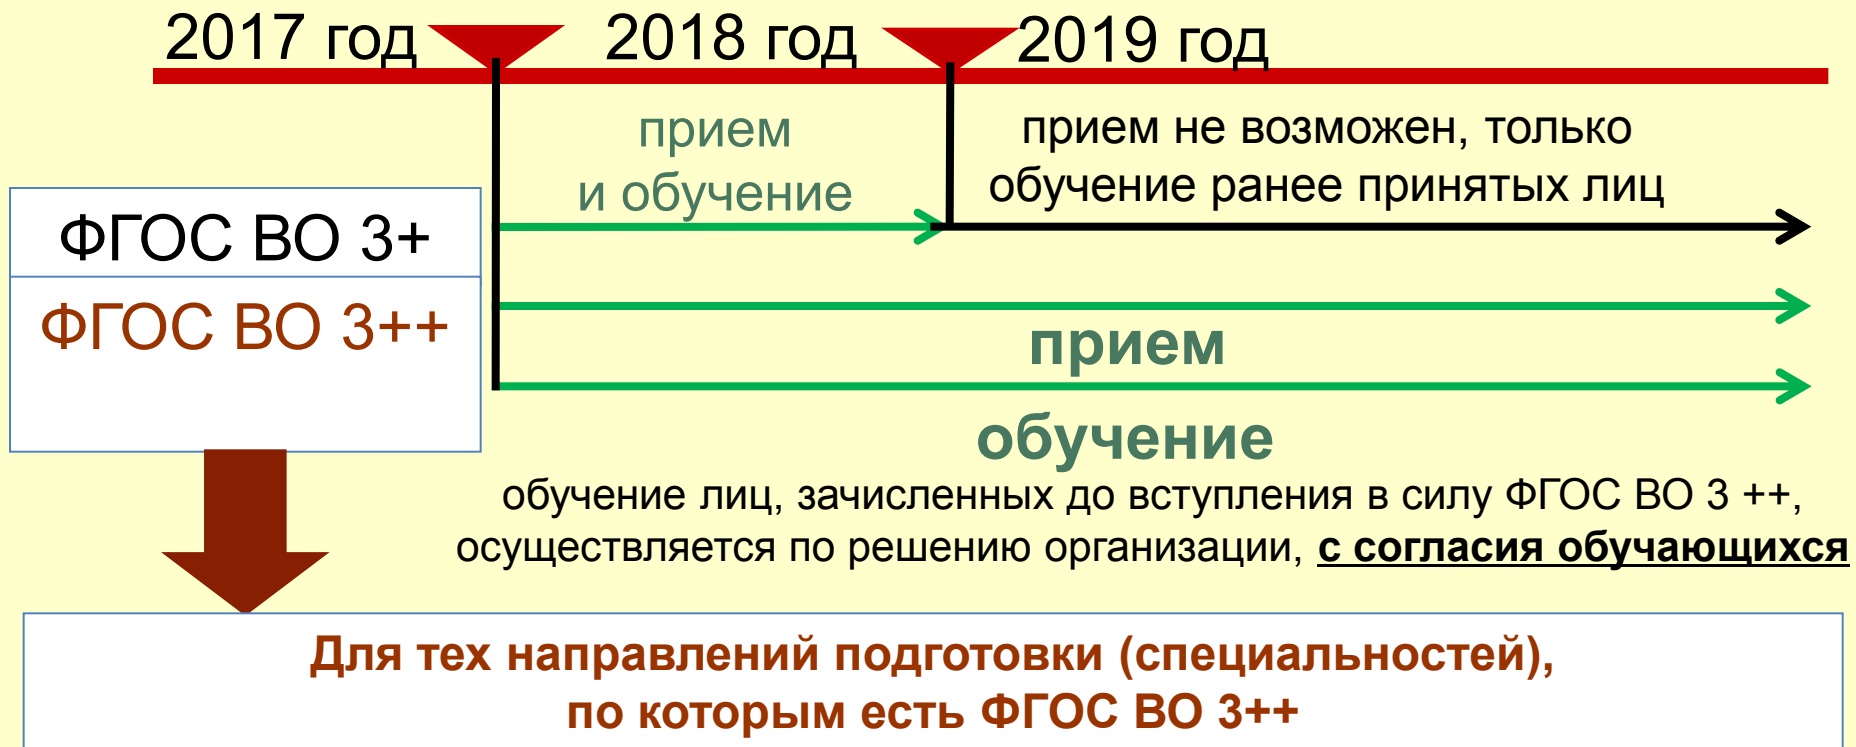 2017 год 2018 год 2019 год
прием
и обучение
прием не возможен, только
обучение ранее принятых лиц
ФГОС ВО 3+
ФГОС ВО 3++
прием
обучение
обучение лиц, зачисленных до вступления в силу ФГОС ВО 3 ++,
осуществляется по решению организации, с согласия обучающихся
Для тех направлений подготовки (специальностей),
по которым есть ФГОС ВО 3++